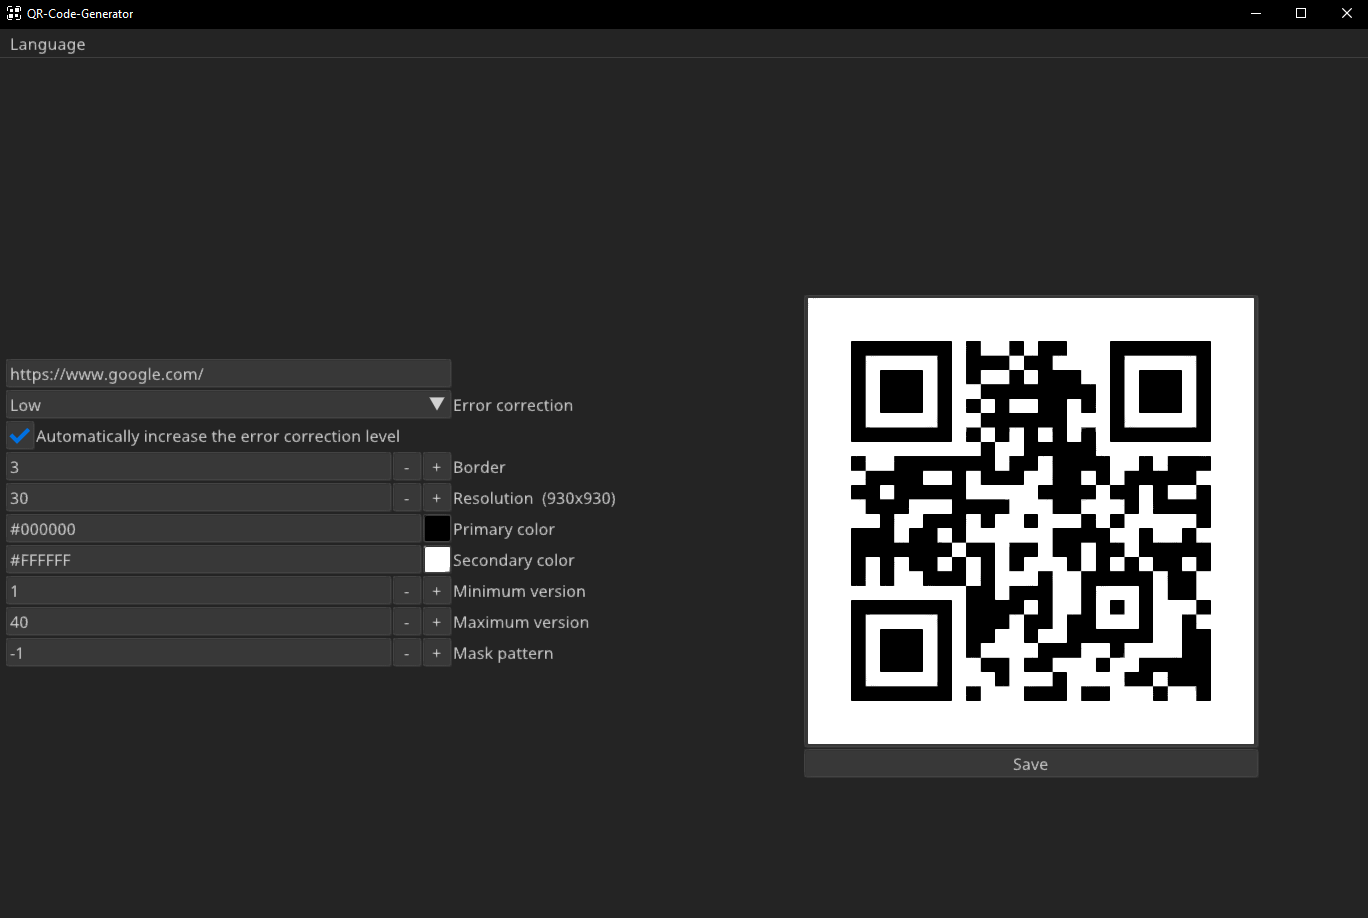 QR-Code-Generator
Language
https://www.google.com/
Low Error correction
Automatically increase the error correction level
3 - + Border
30 - + Resolution (930x930)
#000000 Primary color
#FFFFFF Secondary color
1 - + Minimum version
40 - + Maximum version
-1 - + Mask pattern
Save